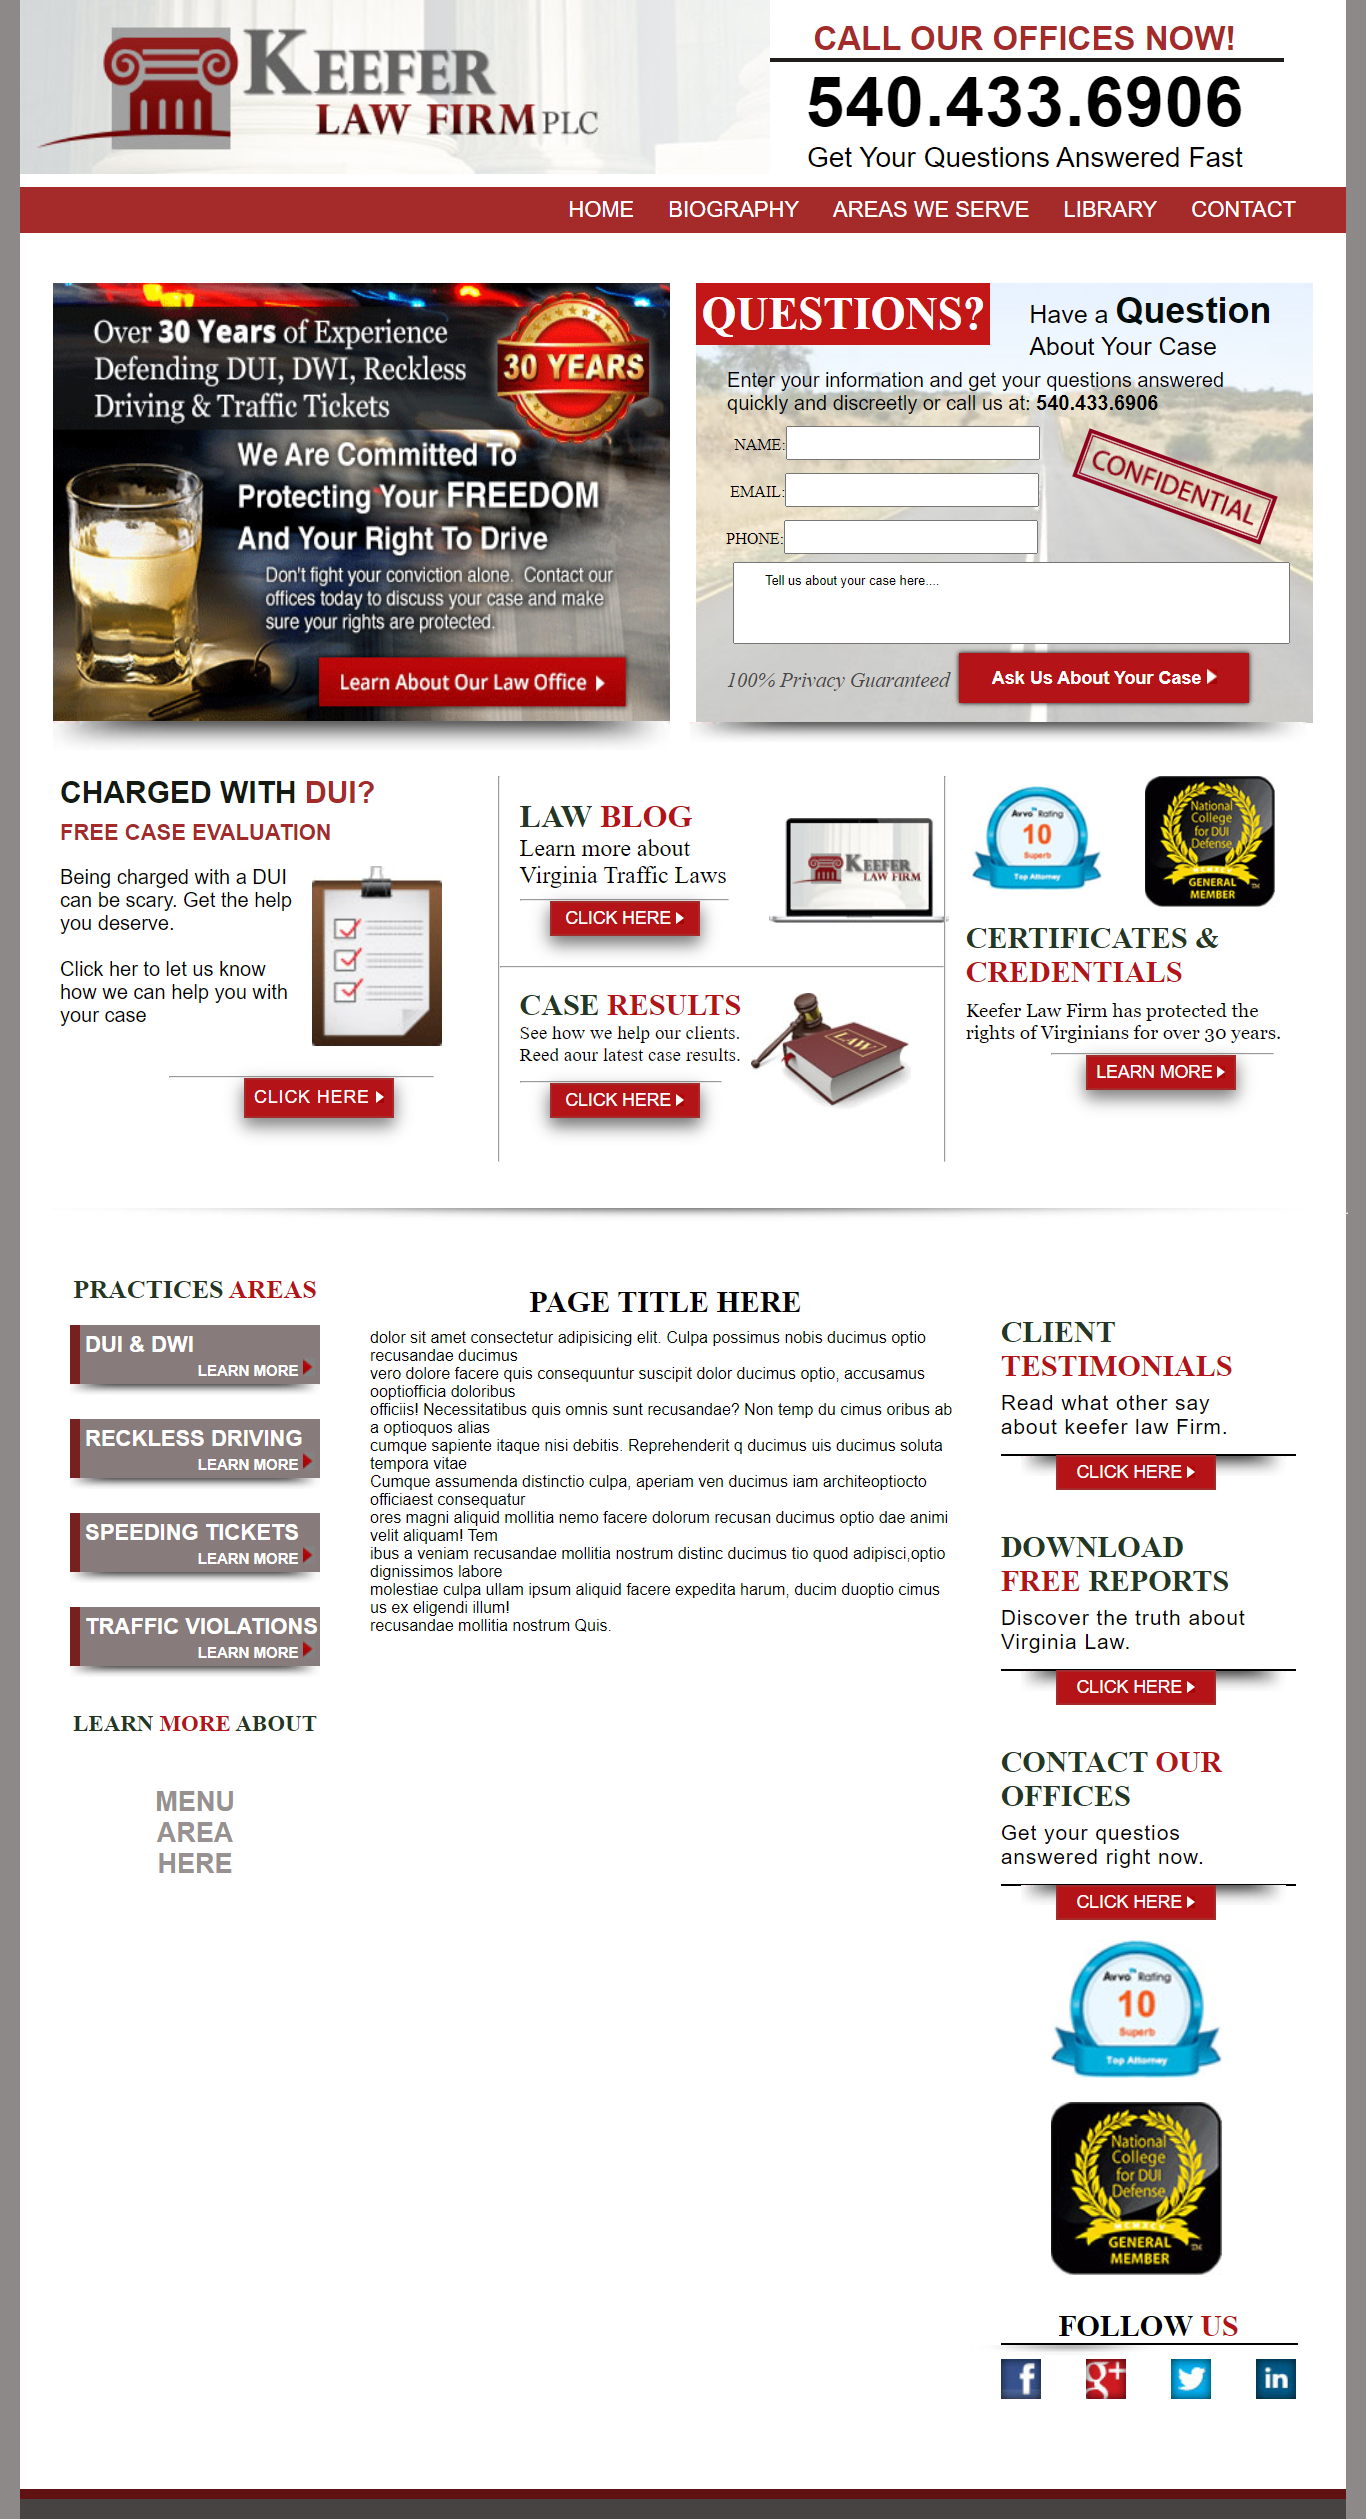 KEEFER
LAW FIRM PLC
CALL OUR OFFICES NOW!
540.433.6906
Get Your Questions Answered Fast
HOME BIOGRAPHY AREAS WE SERVE LIBRARY CONTACT
Over 30 Years of Experience
Defending DUI, DWI, Reckless
Driving & Traffic Tickets
30 YEARS
We Are Committed To
Protecting Your FREEDOM
And Your Right To Drive
Don't fight your conviction alone. Contact our
offices today to discuss your case and make
sure your rights are protected.
Learn About Our Law Office
QUESTIONS?
Have a Question
About Your Case
Enter your information and get your questions answered
quickly and discreetly or call us at: 540.433.6906
NAME:
EMAIL:
PHONE:
CONFIDENTIAL
Tell us about your case here....
100% Privacy Guaranteed
Ask Us About Your Case
CHARGED WITH DUI?
FREE CASE EVALUATION
Being charged with a DUI
can be scary. Get the help
you deserve.
Click her to let us know
how we can help you with
your case
CLICK HERE
LAW BLOG
Learn more about
Virginia Traffic Laws
CLICK HERE
KEEFER
LAW FIRM
CASE RESULTS
See how we help our clients.
Reed aour latest case results.
CLICK HERE
LAW
Avvo Rating
10
Superb
Top Attorney
National
College
for DUI
Defense
MCMXCV
GENERAL
MEMBER
TM
CERTIFICATES &
CREDENTIALS
Keefer Law Firm has protected the
rights of Virginians for over 30 years.
LEARN MORE
PRACTICES AREAS
DUI & DWI
LEARN MORE
RECKLESS DRIVING
LEARN MORE
SPEEDING TICKETS
LEARN MORE
TRAFFIC VIOLATIONS
LEARN MORE
LEARN MORE ABOUT
MENU
AREA
HERE
PAGE TITLE HERE
dolor sit amet consectetur adipisicing elit. Culpa possimus nobis ducimus optio
recusandae ducimus
vero dolore facere quis consequuntur suscipit dolor ducimus optio, accusamus
ooptiofficia doloribus
officiis! Necessitatibus quis omnis sunt recusandae? Non temp du cimus oribus ab
a optioquos alias
cumque sapiente itaque nisi debitis. Reprehenderit q ducimus uis ducimus soluta
tempora vitae
Cumque assumenda distinctio culpa, aperiam ven ducimus iam architeoptiocto
officiaest consequatur
ores magni aliquid mollitia nemo facere dolorum recusan ducimus optio dae animi
velit aliquam! Tem
ibus a veniam recusandae mollitia nostrum distinc ducimus tio quod adipisci,optio
dignissimos labore
molestiae culpa ullam ipsum aliquid facere expedita harum, ducim duoptio cimus
us ex eligendi illum!
recusandae mollitia nostrum Quis.
CLIENT
TESTIMONIALS
Read what other say
about keefer law Firm.
CLICK HERE
DOWNLOAD
FREE REPORTS
Discover the truth about
Virginia Law.
CLICK HERE
CONTACT OUR
OFFICES
Get your questios
answered right now.
CLICK HERE
Avvo Rating
10
Superb
Top Attorney
National
College
for DUI
Defense
MCMXCV
GENERAL
MEMBER
TM
FOLLOW US
f g+ in